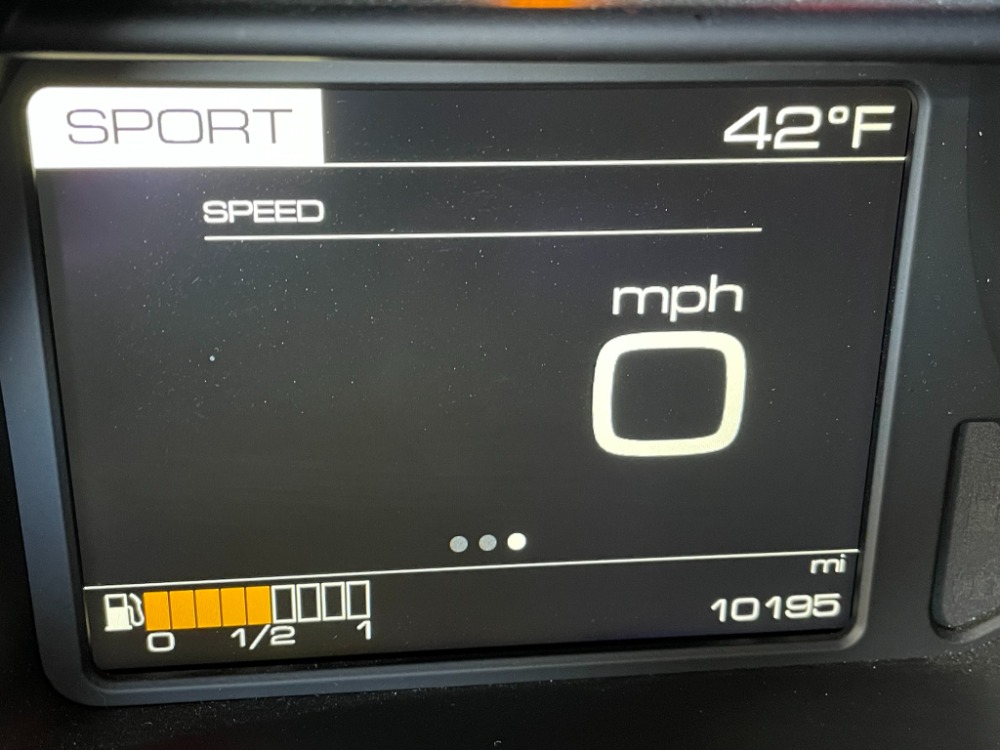 SPORT 42°F
SPEED
mph
0
mi
10195
0 1/2 1